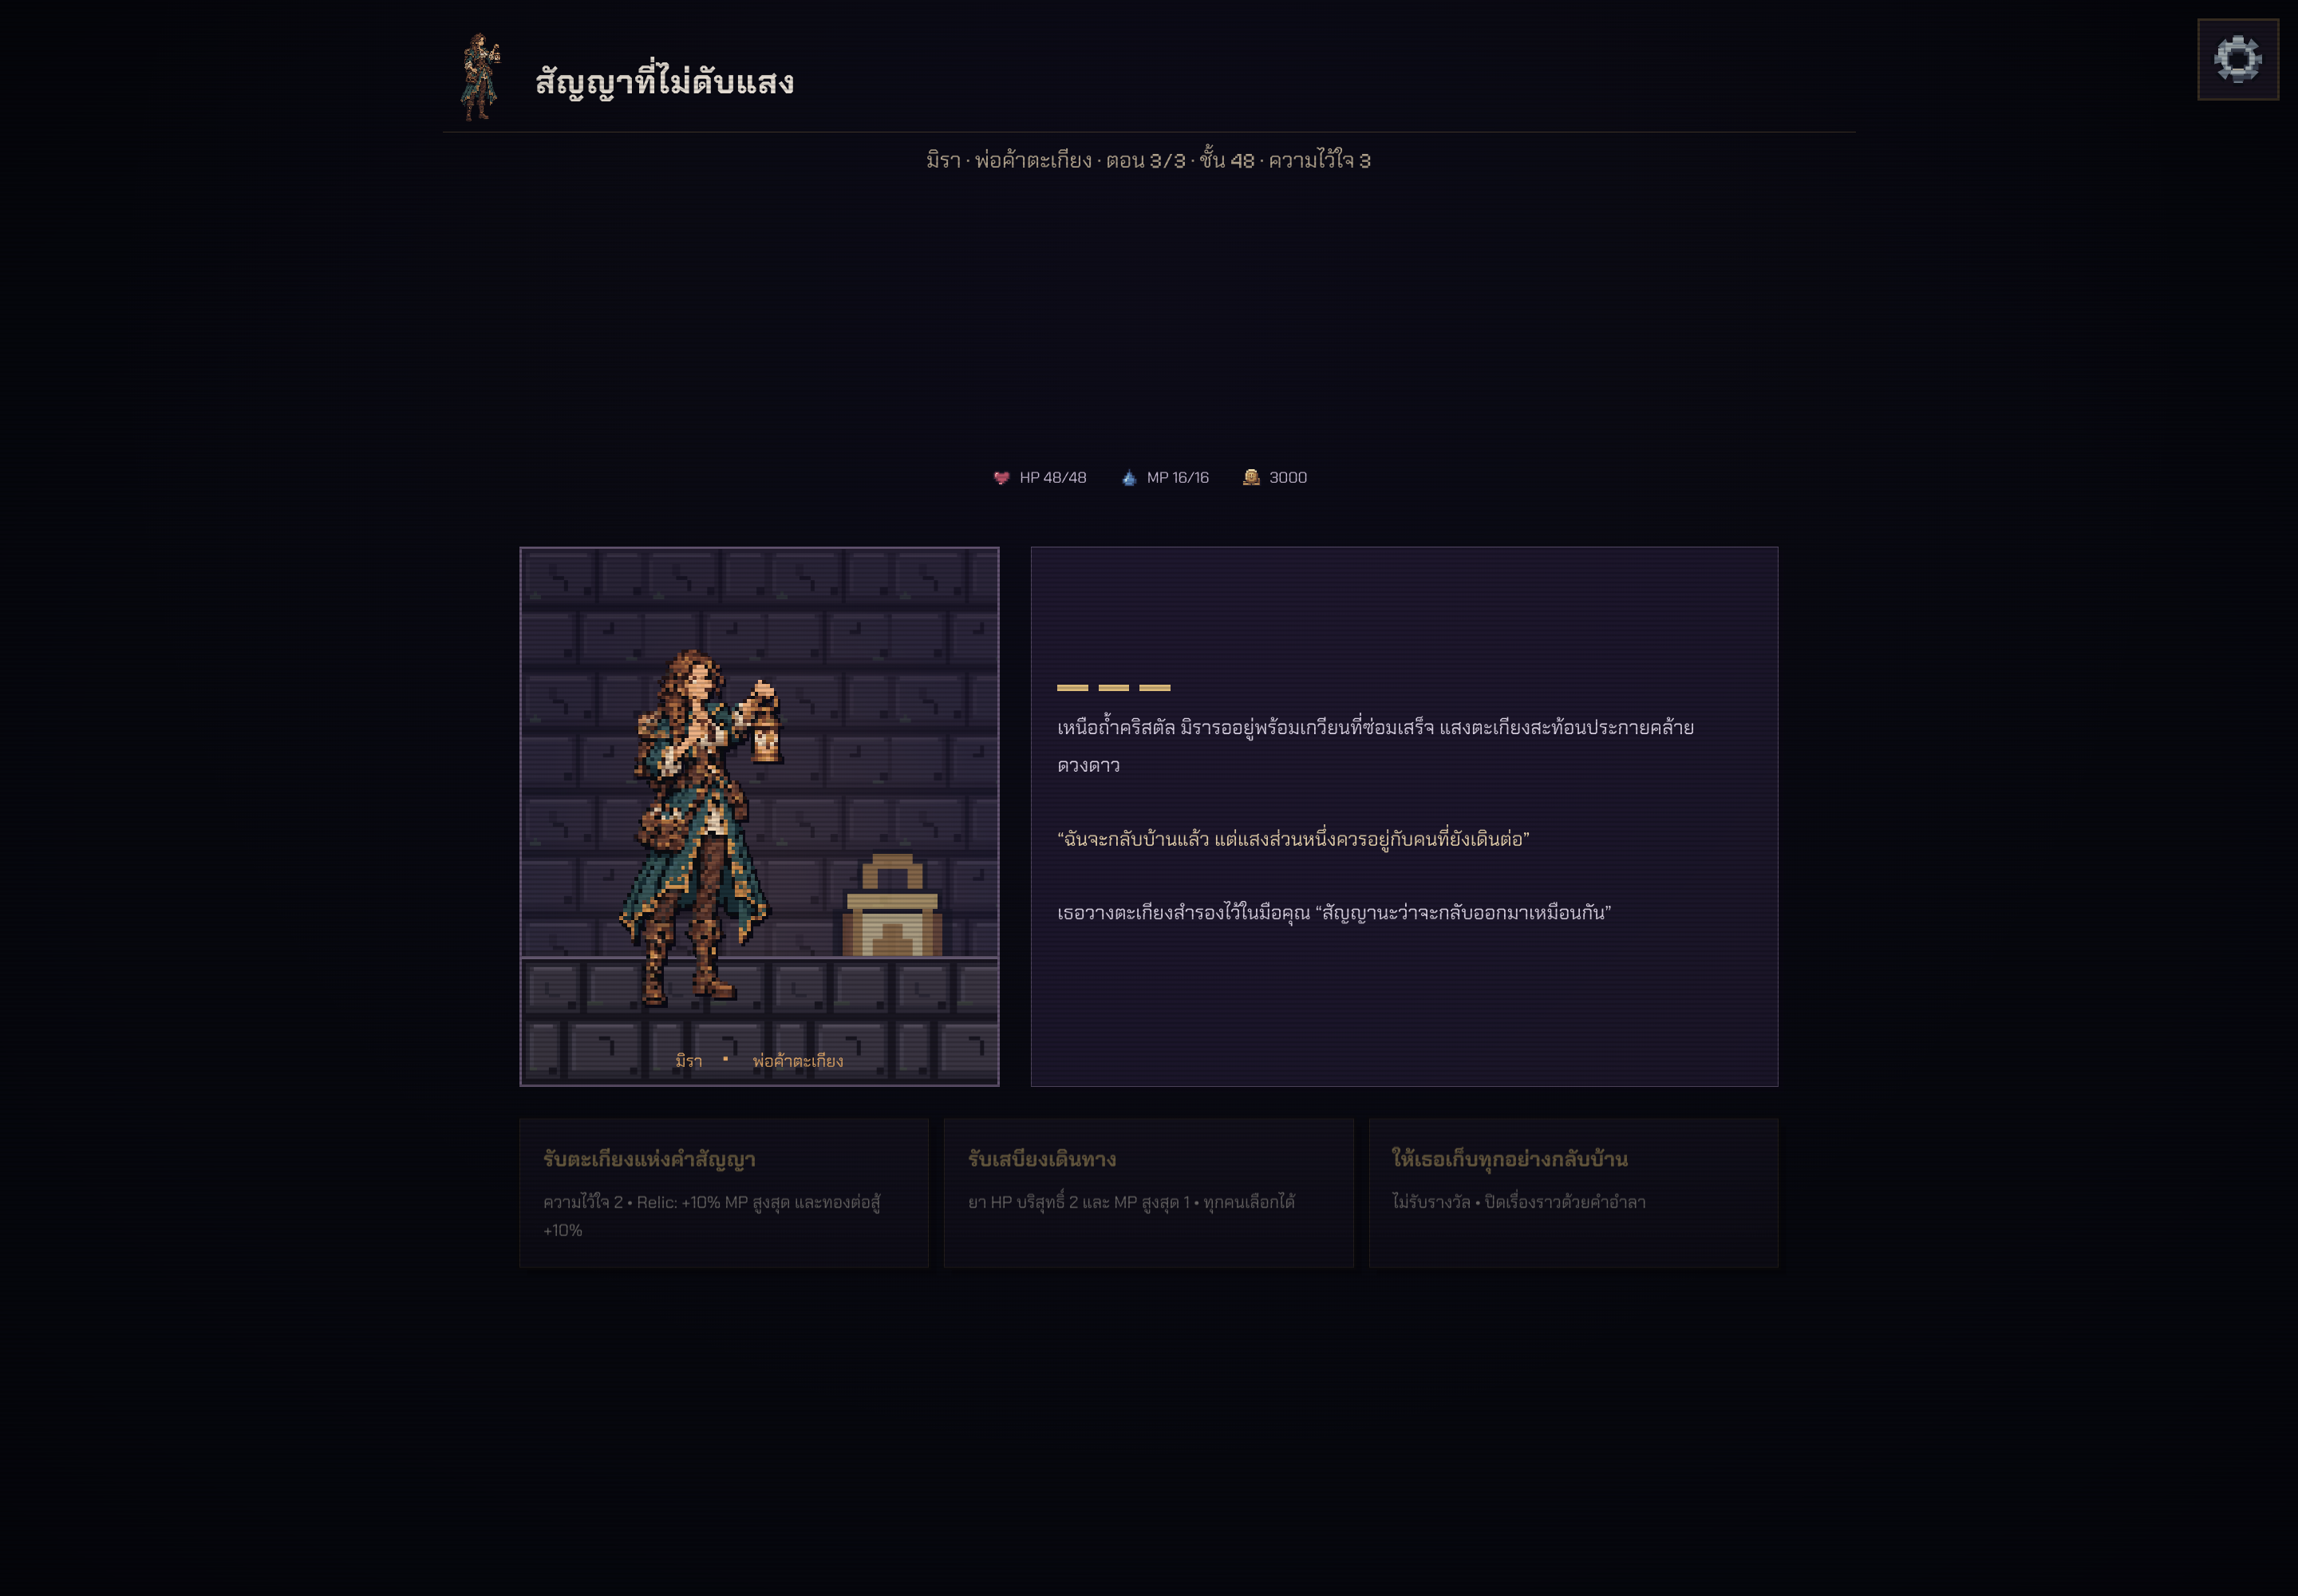 สัญญาที่ไม่ดับแสง
มิรา · พ่อค้าตะเกียง · ตอน 3/3 · ชั้น 48 · ความไว้ใจ 3
HP 48/48 MP 16/16 3000
เหนือถ้ำคริสตัล มิรารออยู่พร้อมเกวียนที่ซ่อมเสร็จ แสงตะเกียงสะท้อนประกายคล้าย
ดวงดาว
“ฉันจะกลับบ้านแล้ว แต่แสงส่วนหนึ่งควรอยู่กับคนที่ยังเดินต่อ”
เธอวางตะเกียงสำรองไว้ในมือคุณ “สัญญานะว่าจะกลับออกมาเหมือนกัน”
มิรา · พ่อค้าตะเกียง
รับตะเกียงแห่งคำสัญญา
ความไว้ใจ 2 • Relic: +10% MP สูงสุด และทองต่อสู้
+10%
รับเสบียงเดินทาง
ยา HP บริสุทธิ์ 2 และ MP สูงสุด 1 • ทุกคนเลือกได้
ให้เธอเก็บทุกอย่างกลับบ้าน
ไม่รับรางวัล • ปิดเรื่องราวด้วยคำอำลา